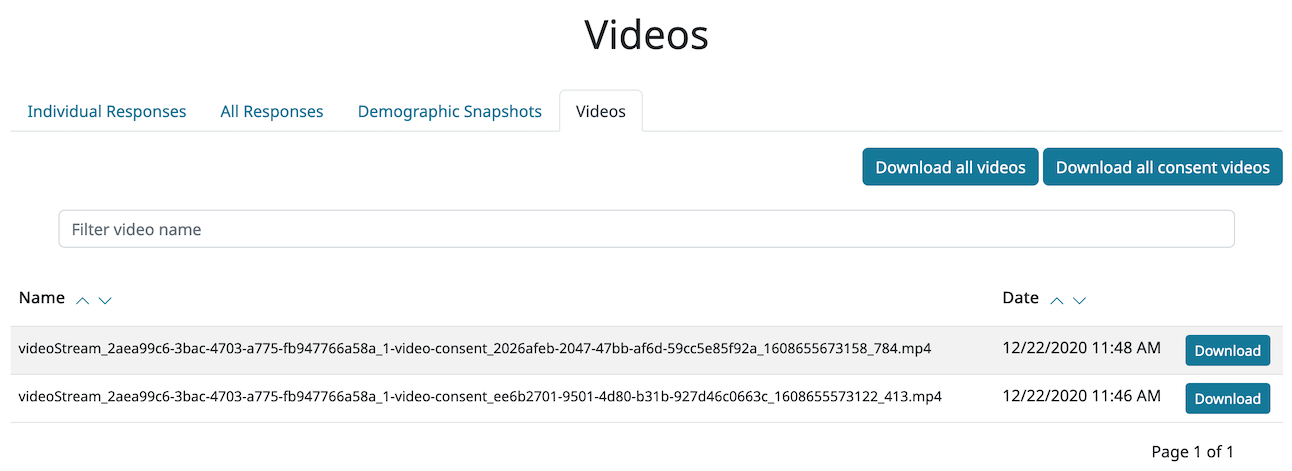 Videos
Individual Responses All Responses Demographic Snapshots Videos
Download all videos Download all consent videos
Filter video name
Name Date
videoStream_2aea99c6-3bac-4703-a775-fb947766a58a_1-video-consent_2026afeb-2047-47bb-af6d-59cc5e85f92a_1608655673158_784.mp4 12/22/2020 11:48 AM Download
videoStream_2aea99c6-3bac-4703-a775-fb947766a58a_1-video-consent_ee6b2701-9501-4d80-b31b-927d46c0663c_1608655573122_413.mp4 12/22/2020 11:46 AM Download
Page 1 of 1